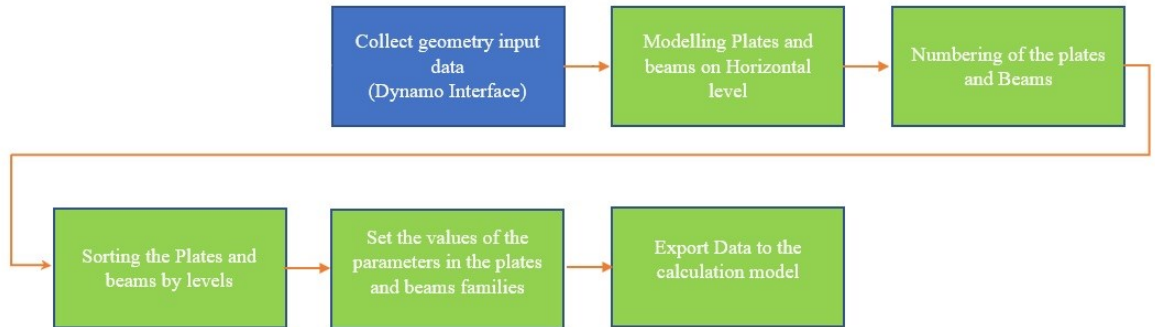 Collect geometry input
data
(Dynamo Interface)
Modelling Plates and
beams on Horizontal
level
Numbering of the plates
and Beams
Sorting the Plates and
beams by levels
Set the values of the
parameters in the plates
and beams families
Export Data to the
calculation model